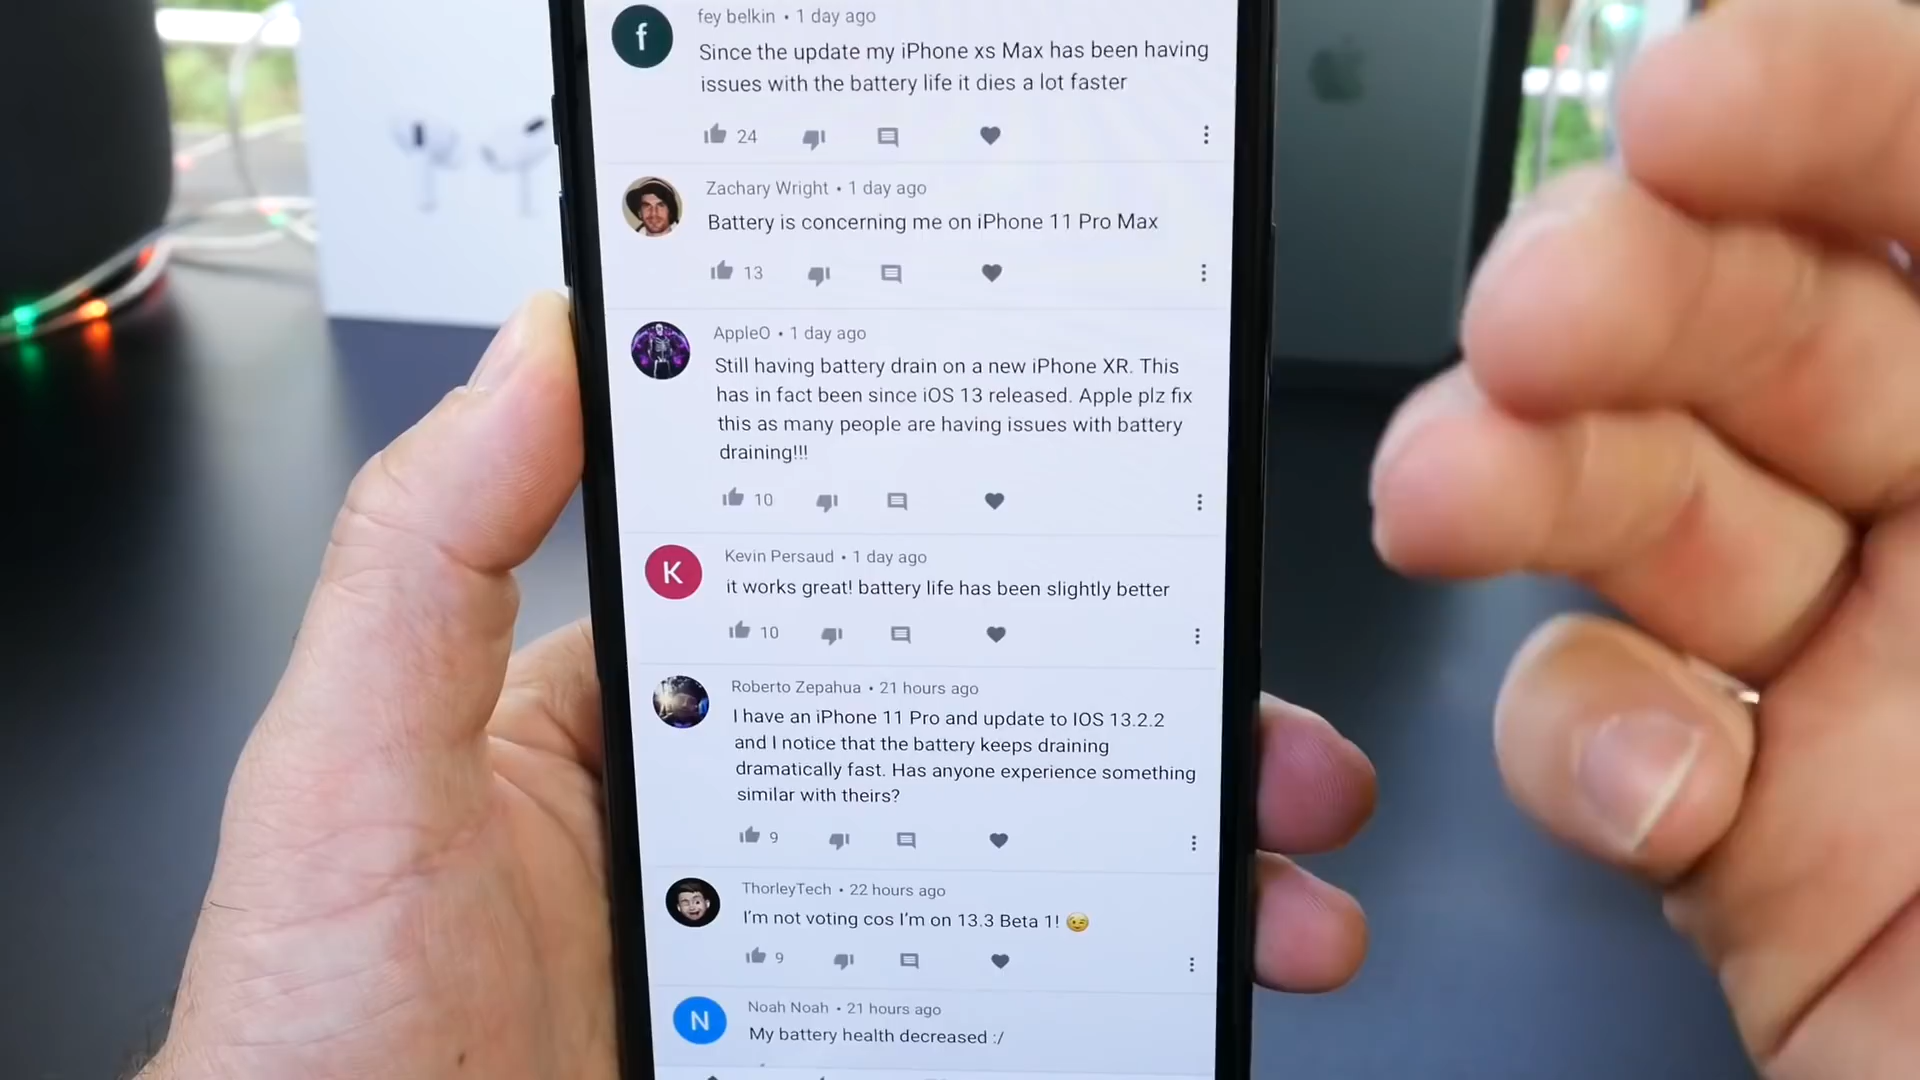 f
fey belkin • 1 day ago
Since the update my iPhone xs Max has been having
issues with the battery life it dies a lot faster
24
Zachary Wright • 1 day ago
Battery is concerning me on iPhone 11 Pro Max
13
AppleO • 1 day ago
Still having battery drain on a new iPhone XR. This
has in fact been since iOS 13 released. Apple plz fix
this as many people are having issues with battery
draining!!!
10
K
Kevin Persaud • 1 day ago
it works great! battery life has been slightly better
10
Roberto Zepahua • 21 hours ago
I have an iPhone 11 Pro and update to IOS 13.2.2
and I notice that the battery keeps draining
dramatically fast. Has anyone experience something
similar with theirs?
9
ThorleyTech • 22 hours ago
I'm not voting cos I'm on 13.3 Beta 1! 😉
9
N
Noah Noah • 21 hours ago
My battery health decreased :/